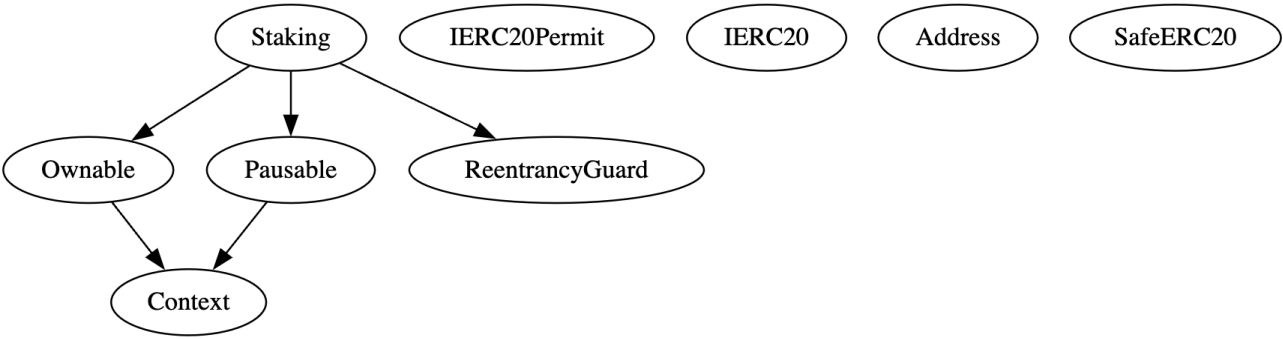 Staking IERC20Permit IERC20 Address SafeERC20
Ownable Pausable ReentrancyGuard
Context